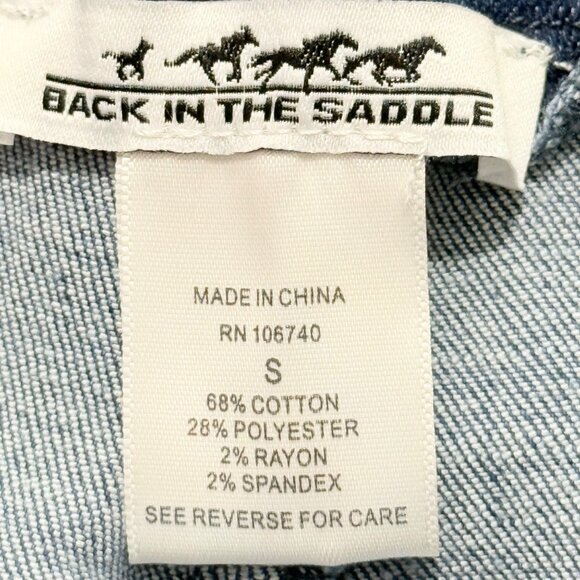 BACK IN THE SADDLE
MADE IN CHINA
RN 106740
S
68% COTTON
28% POLYESTER
2% RAYON
2% SPANDEX
SEE REVERSE FOR CARE